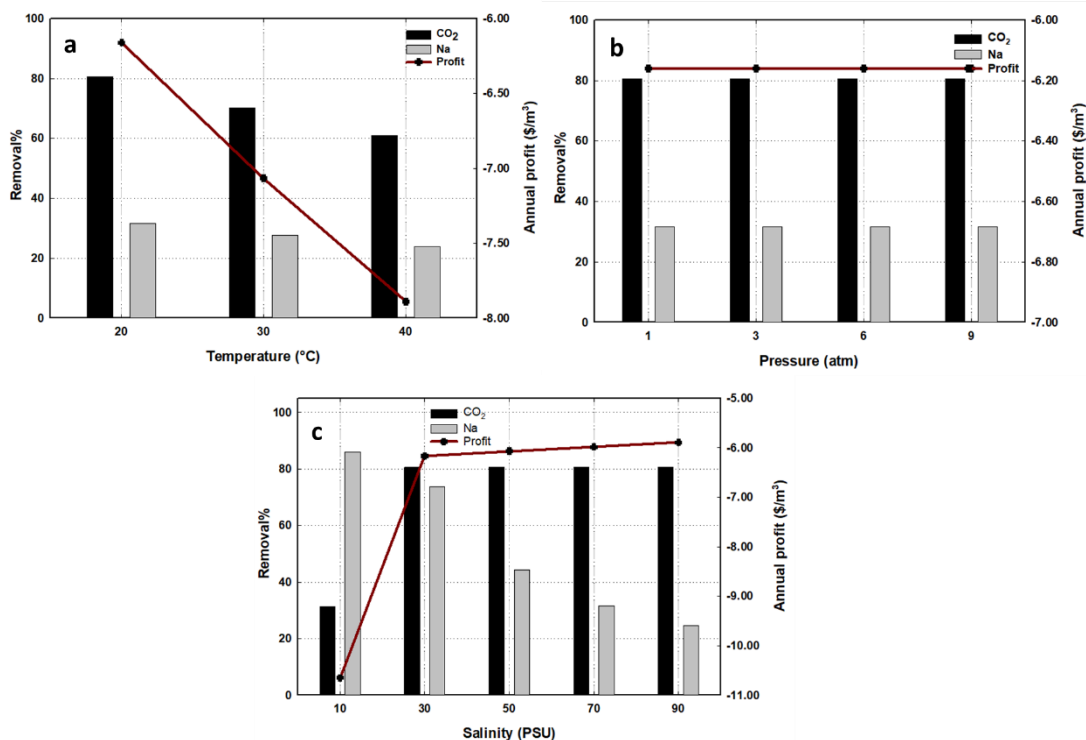 a
CO2
Na
Profit
100
80
60
40
20
0
Removal%
-6.00
-6.50
-7.00
-7.50
-8.00
Annual profit ($/m³)
20 30 40
Temperature (°C)
b
CO2
Na
Profit
100
80
60
40
20
0
Removal%
-6.00
-6.20
-6.40
-6.60
-6.80
-7.00
Annual profit ($/m³)
1 3 6 9
Pressure (atm)
c
CO2
Na
Profit
100
80
60
40
20
0
Removal%
-5.00
-6.00
-7.00
-8.00
-9.00
-10.00
-11.00
Annual profit ($/m³)
10 30 50 70 90
Salinity (PSU)